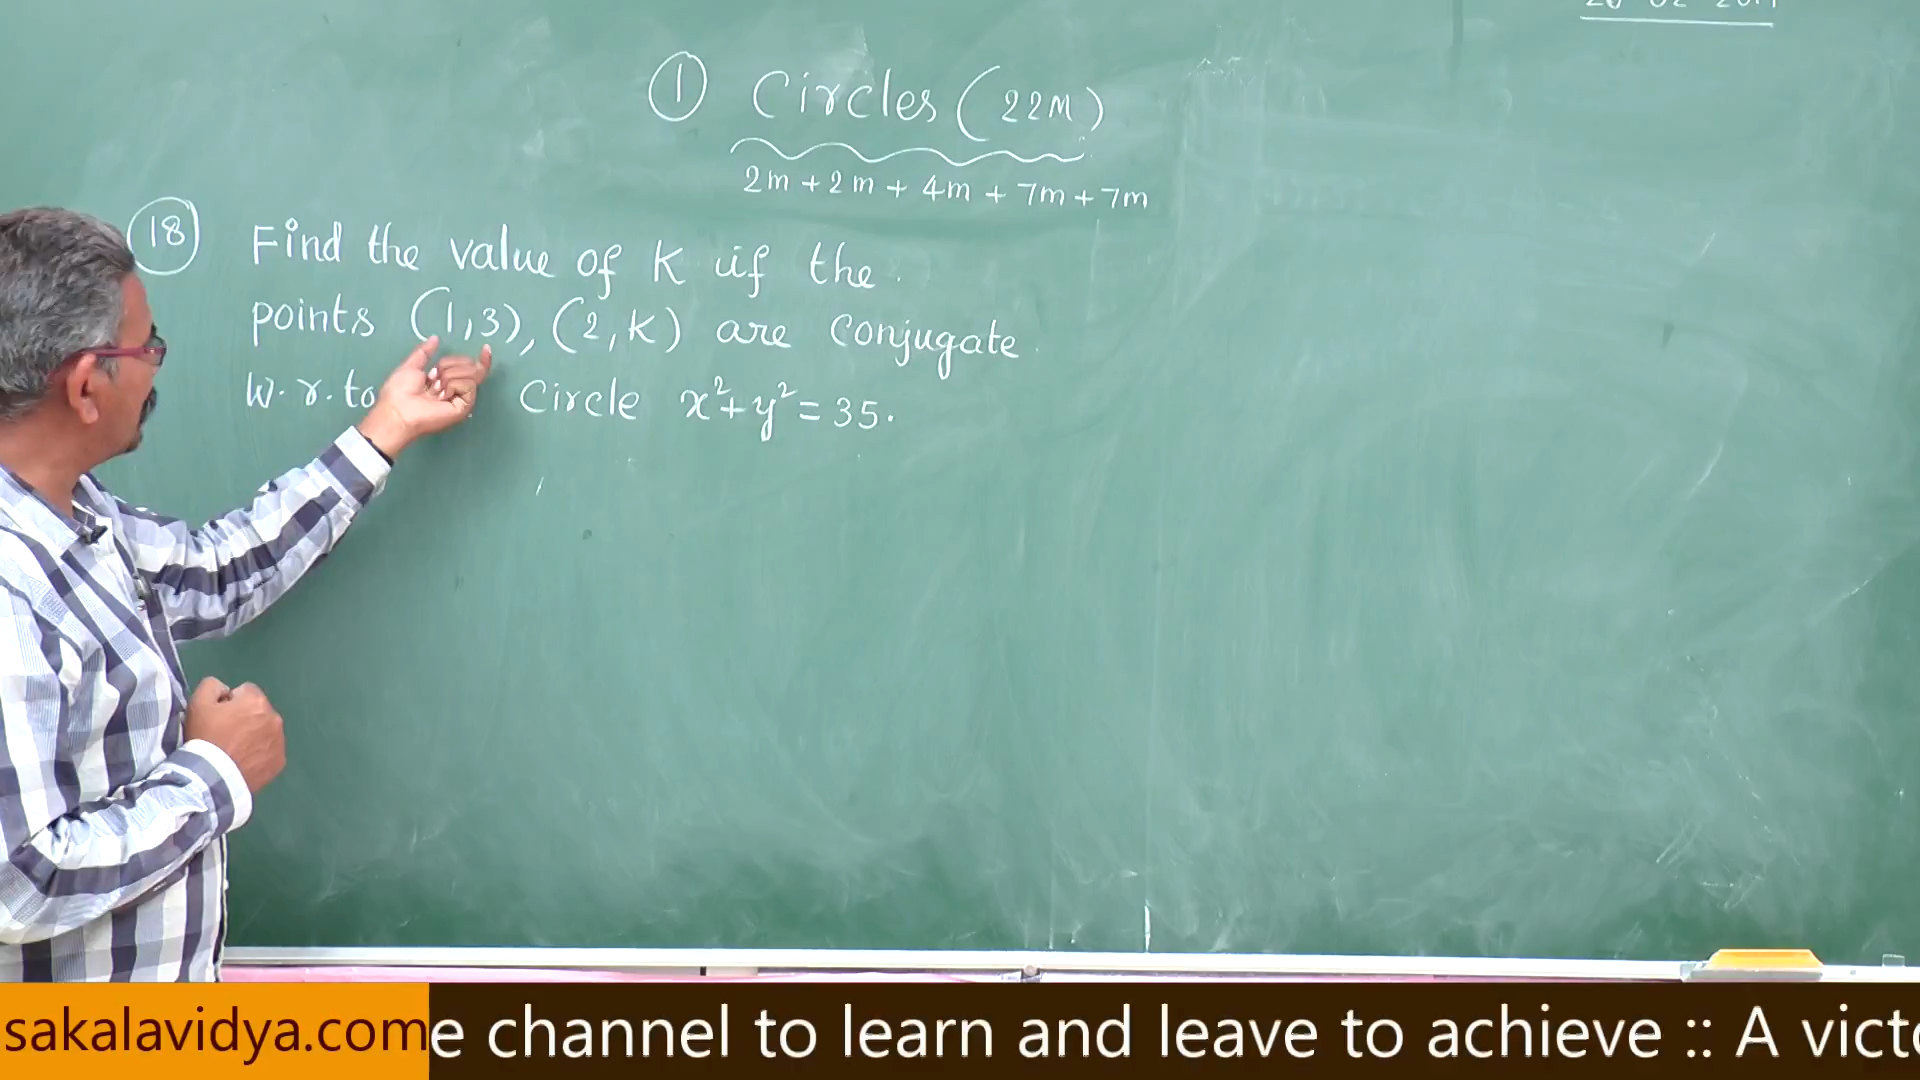 ① Circles (22M)
2m + 2m + 4m + 7m + 7m
⑱ Find the value of K if the
points (1,3), (2,K) are conjugate
w.r.to Circle x²+y²=35.
sakalavidya.com
e channel to learn and leave to achieve :: A victo